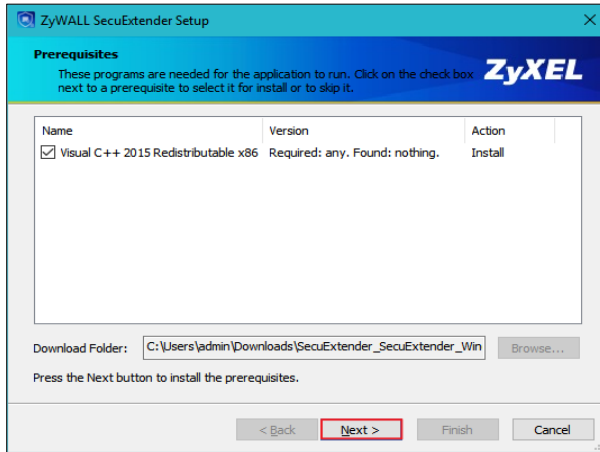 ZyWALL SecuExtender Setup
Prerequisites
These programs are needed for the application to run. Click on the check box
next to a prerequisite to select it for install or to skip it.
ZyXEL
Name Version Action
Visual C++ 2015 Redistributable x86 Required: any. Found: nothing. Install
Download Folder: C:\Users\admin\Downloads\SecuExtender_SecuExtender_Win Browse...
Press the Next button to install the prerequisites.
< Back Next > Finish Cancel